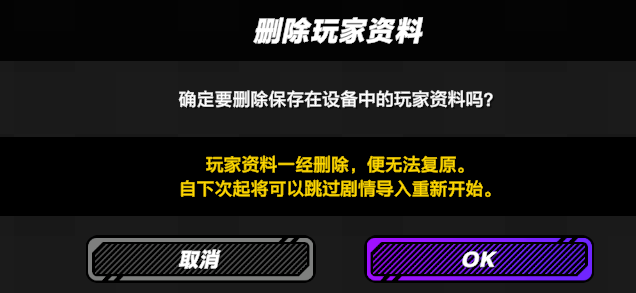 删除玩家资料
确定要删除保存在设备中的玩家资料吗?
玩家资料一经删除，便无法复原。
自下次起将可以跳过剧情导入重新开始。
取消
OK